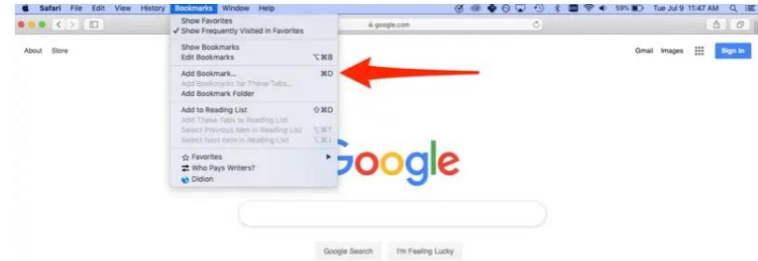 Safari File Edit View History Bookmarks Window Help 59% Tue Jul 9 11:47 AM
Show Favorites
✓ Show Frequently Visited in Favorites
google.com
Show Bookmarks
Edit Bookmarks ⌥⌘B
About Store
Gmail Images Sign in
Add Bookmark... ⌘D
Add Bookmarks for These Tabs...
Add Bookmark Folder
Add to Reading List ⇧⌘D
Add These Tabs to Reading List
Select Previous Item in Reading List ⌥⌘↑
Select Next Item in Reading List ⌥⌘↓
Favorites
Who Pays Writers?
Didion
Google
Google Search I'm Feeling Lucky